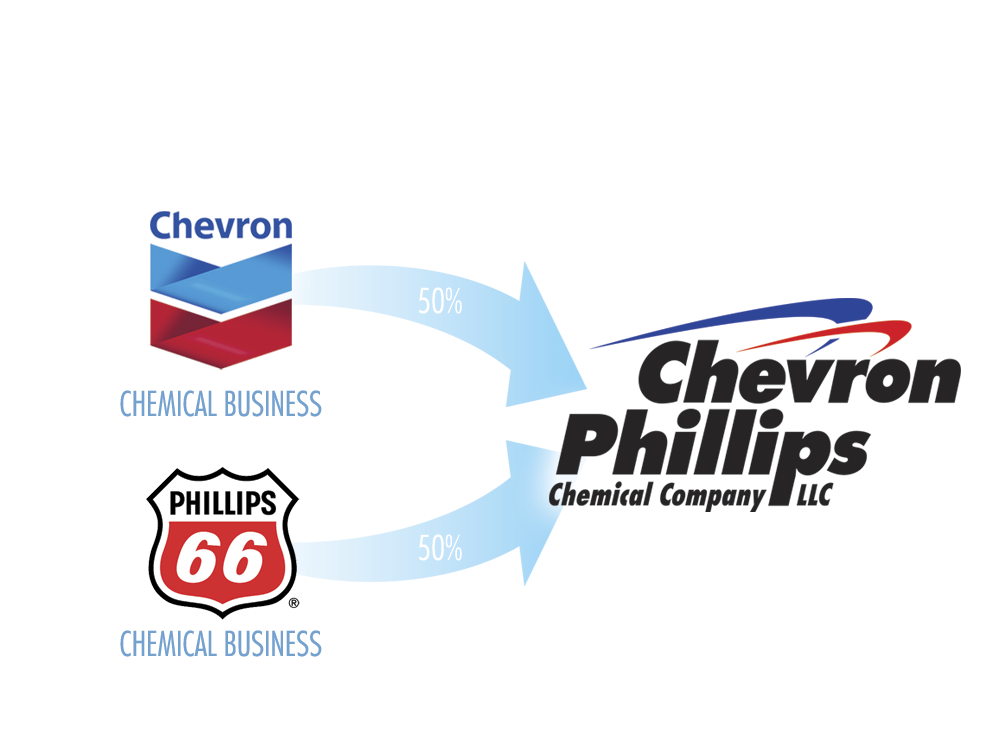 Chevron
50%
CHEMICAL BUSINESS
Chevron
Phillips
Chemical Company LLC
PHILLIPS
66
®
50%
CHEMICAL BUSINESS